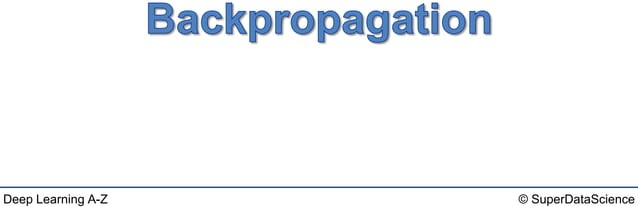 Backpropagation
Deep Learning A-Z
© SuperDataScience